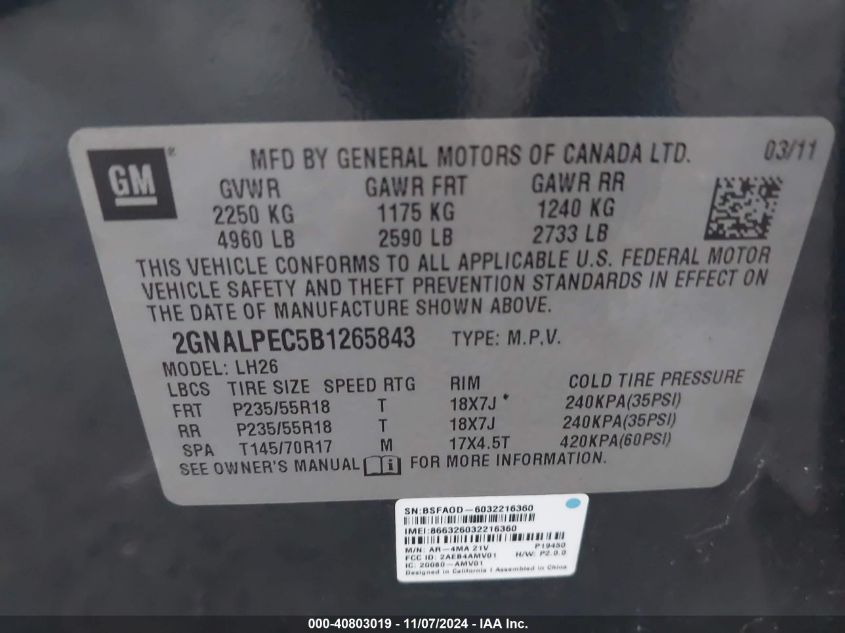 GM®
MFD BY GENERAL MOTORS OF CANADA LTD. 03/11
GVWR GAWR FRT GAWR RR
2250 KG 1175 KG 1240 KG
4960 LB 2590 LB 2733 LB
THIS VEHICLE CONFORMS TO ALL APPLICABLE U.S. FEDERAL MOTOR
VEHICLE SAFETY AND THEFT PREVENTION STANDARDS IN EFFECT ON
THE DATE OF MANUFACTURE SHOWN ABOVE.
2GNALPEC5B1265843 TYPE: M.P.V.
MODEL: LH26
LBCS TIRE SIZE SPEED RTG RIM COLD TIRE PRESSURE
FRT P235/55R18 T 18X7J * 240KPA(35PSI)
RR P235/55R18 T 18X7J 240KPA(35PSI)
SPA T145/70R17 M 17X4.5T 420KPA(60PSI)
SEE OWNER'S MANUAL i FOR MORE INFORMATION.
SN:BSFAOD-6032216360
IMEI:866326032216360
M/N: AR-4MA 21V P19450
FCC ID: 2AEB4AMV01 H/W: P2.0.0
IC: 20080-AMV01
Designed in California | Assembled in China
000-40803019 - 11/07/2024 - IAA Inc.